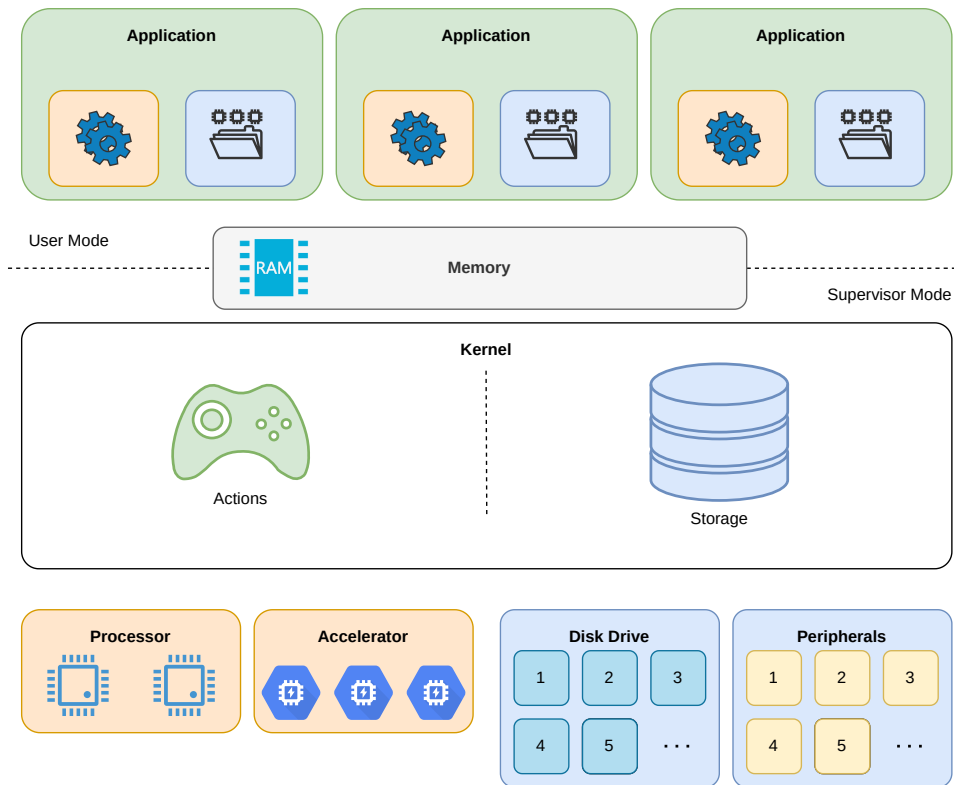 Application
Application
Application
User Mode
RAM
Memory
Supervisor Mode
Kernel
Actions
Storage
Processor
Accelerator
Disk Drive
1 2 3
4 5 ...
Peripherals
1 2 3
4 5 ...